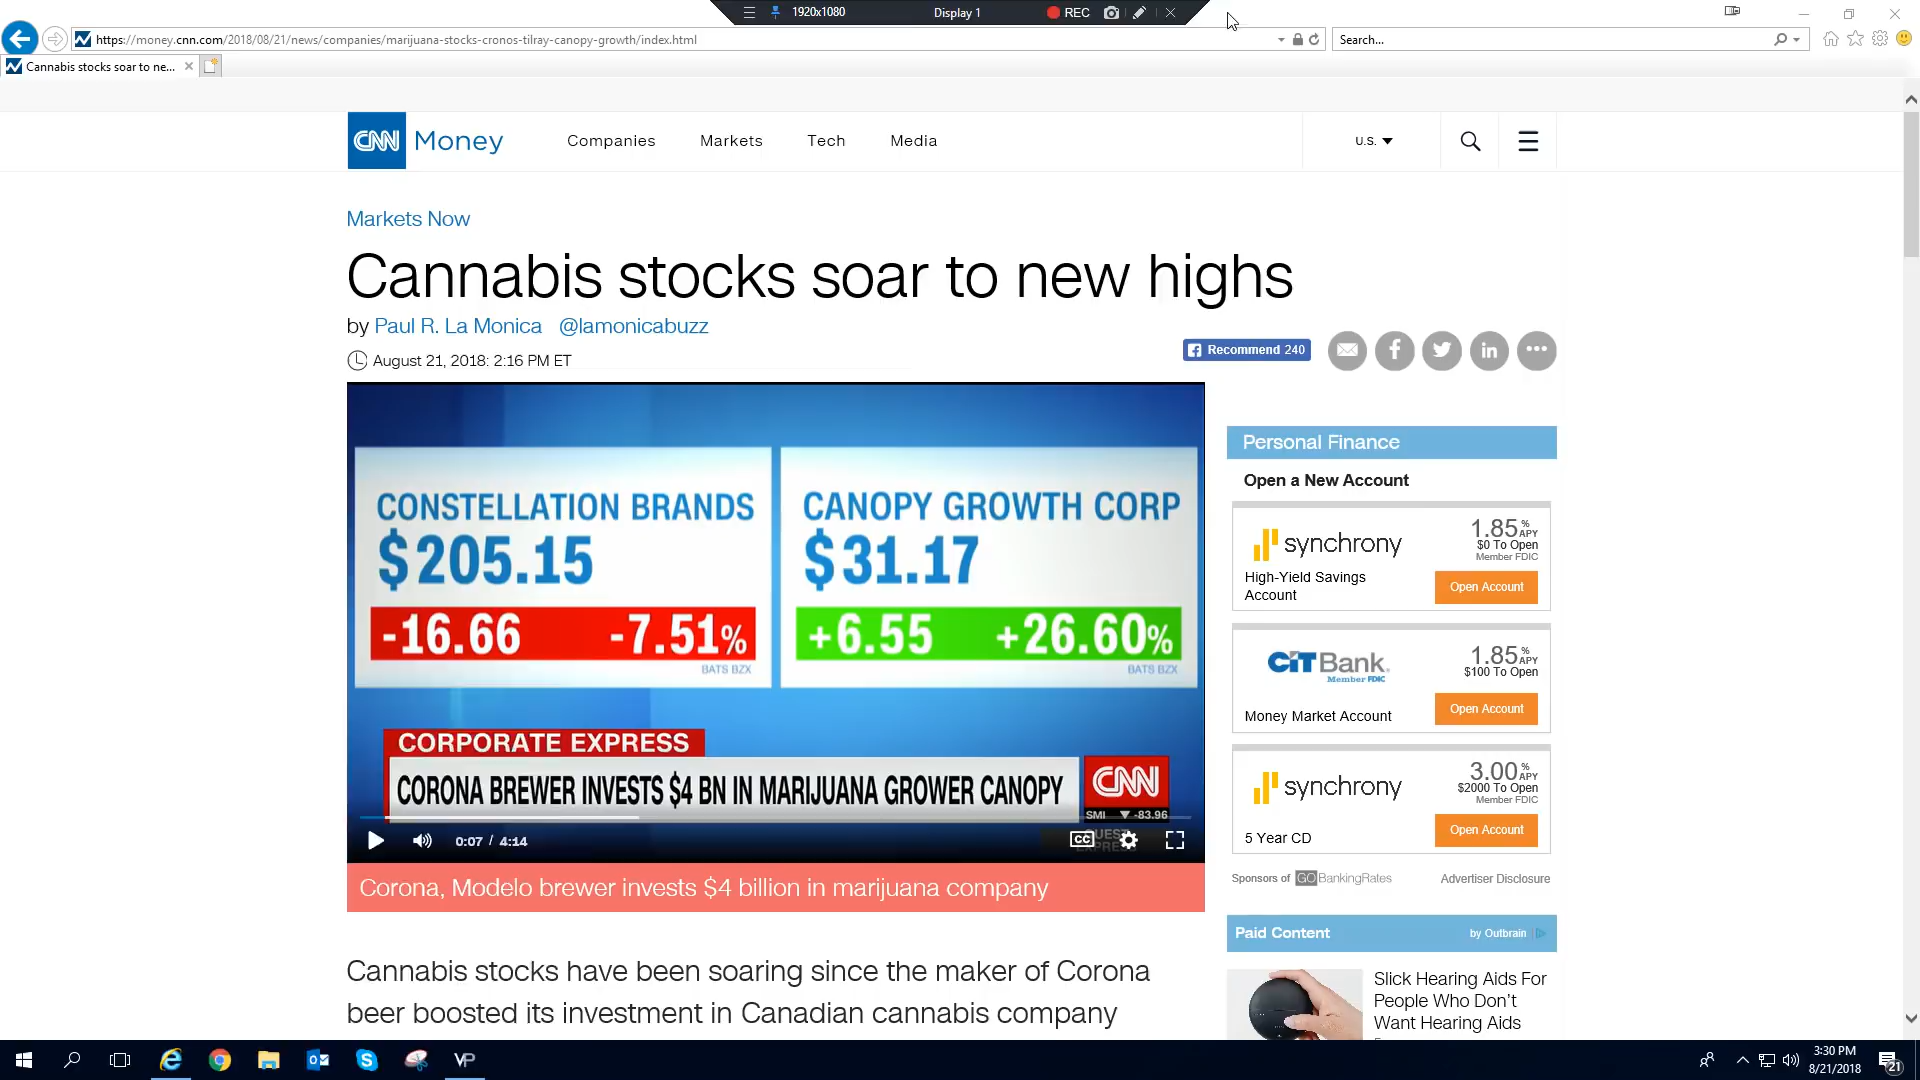 1920x1080
Display 1
REC
https://money.cnn.com/2018/08/21/news/companies/marijuana-stocks-cronos-tilray-canopy-growth/index.html
Search...
Cannabis stocks soar to ne...
CNN Money
Companies
Markets
Tech
Media
U.S.
Markets Now
Cannabis stocks soar to new highs
by Paul R. La Monica @lamonicabuzz
August 21, 2018: 2:16 PM ET
Recommend 240
CONSTELLATION BRANDS
$205.15
-16.66 -7.51%
BATS BZX
CANOPY GROWTH CORP
$31.17
+6.55 +26.60%
BATS BZX
CORPORATE EXPRESS
CORONA BREWER INVESTS $4 BN IN MARIJUANA GROWER CANOPY
CNN
SMI ▼ -83.96
QUEST
EXPRESS
0:07 / 4:14
CC
Corona, Modelo brewer invests $4 billion in marijuana company
Cannabis stocks have been soaring since the maker of Corona
beer boosted its investment in Canadian cannabis company
Personal Finance
Open a New Account
synchrony
1.85% APY
$0 To Open
Member FDIC
High-Yield Savings
Account
Open Account
CIT Bank
Member FDIC
1.85% APY
$100 To Open
Money Market Account
Open Account
synchrony
3.00% APY
$2000 To Open
Member FDIC
5 Year CD
Open Account
Sponsors of GOBankingRates
Advertiser Disclosure
Paid Content
by Outbrain
Slick Hearing Aids For
People Who Don't
Want Hearing Aids
VP
3:30 PM
8/21/2018
21